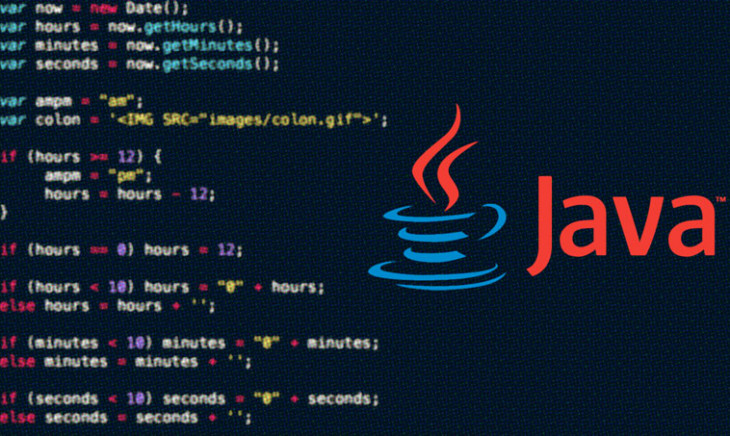 var now = new Date();
var hours = now.getHours();
var minutes = now.getMinutes();
var seconds = now.getSeconds();
var ampm = "am";
var colon = '<IMG SRC="images/colon.gif">';
if (hours >= 12) {
ampm = "pm";
hours = hours - 12;
}
if (hours == 0) hours = 12;
if (hours < 10) hours = "0" + hours;
else hours = hours + '';
if (minutes < 10) minutes = "0" + minutes;
else minutes = minutes + '';
if (seconds < 10) seconds = "0" + seconds;
else seconds = seconds + '';
Java™